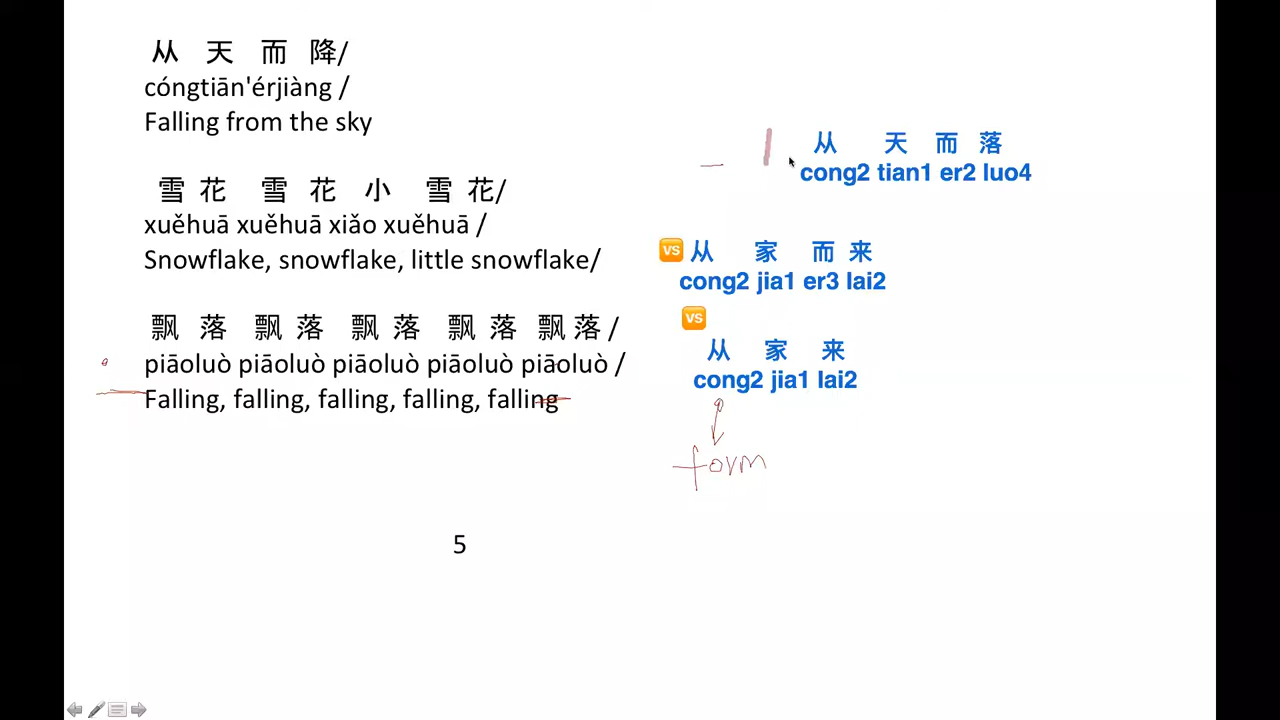 从 天 而 降/
cóngtiān'érjiàng /
Falling from the sky
雪 花 雪 花 小 雪 花/
xuěhuā xuěhuā xiǎo xuěhuā /
Snowflake, snowflake, little snowflake/
飘 落 飘 落 飘 落 飘 落 飘 落 /
piāoluò piāoluò piāoluò piāoluò piāoluò /
Falling, falling, falling, falling, falling
从 天 而 落
cong2 tian1 er2 luo4
VS 从 家 而 来
cong2 jia1 er3 lai2
VS
从 家 来
cong2 jia1 lai2
form
5